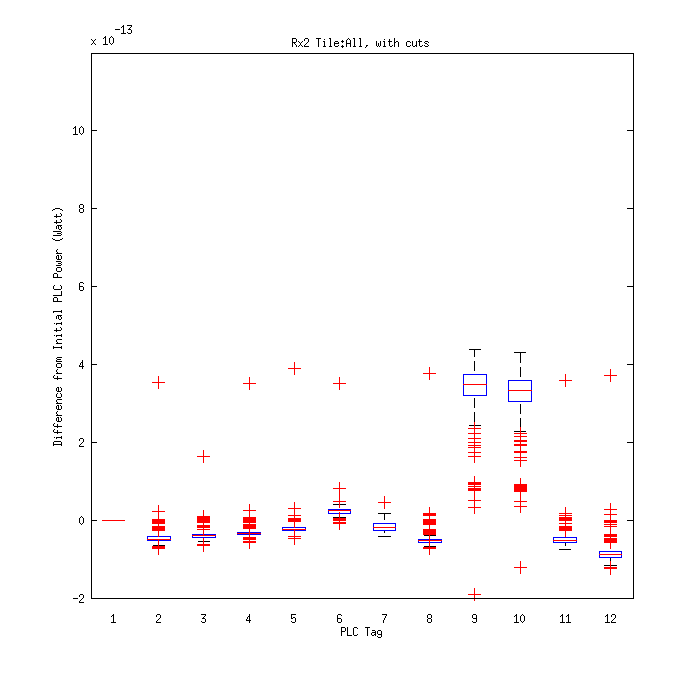 x 10-13
Rx2 Tile:All, with cuts
10
8
6
4
2
0
-2
Difference from Initial PLC Power (Watt)
1 2 3 4 5 6 7 8 9 10 11 12
PLC Tag